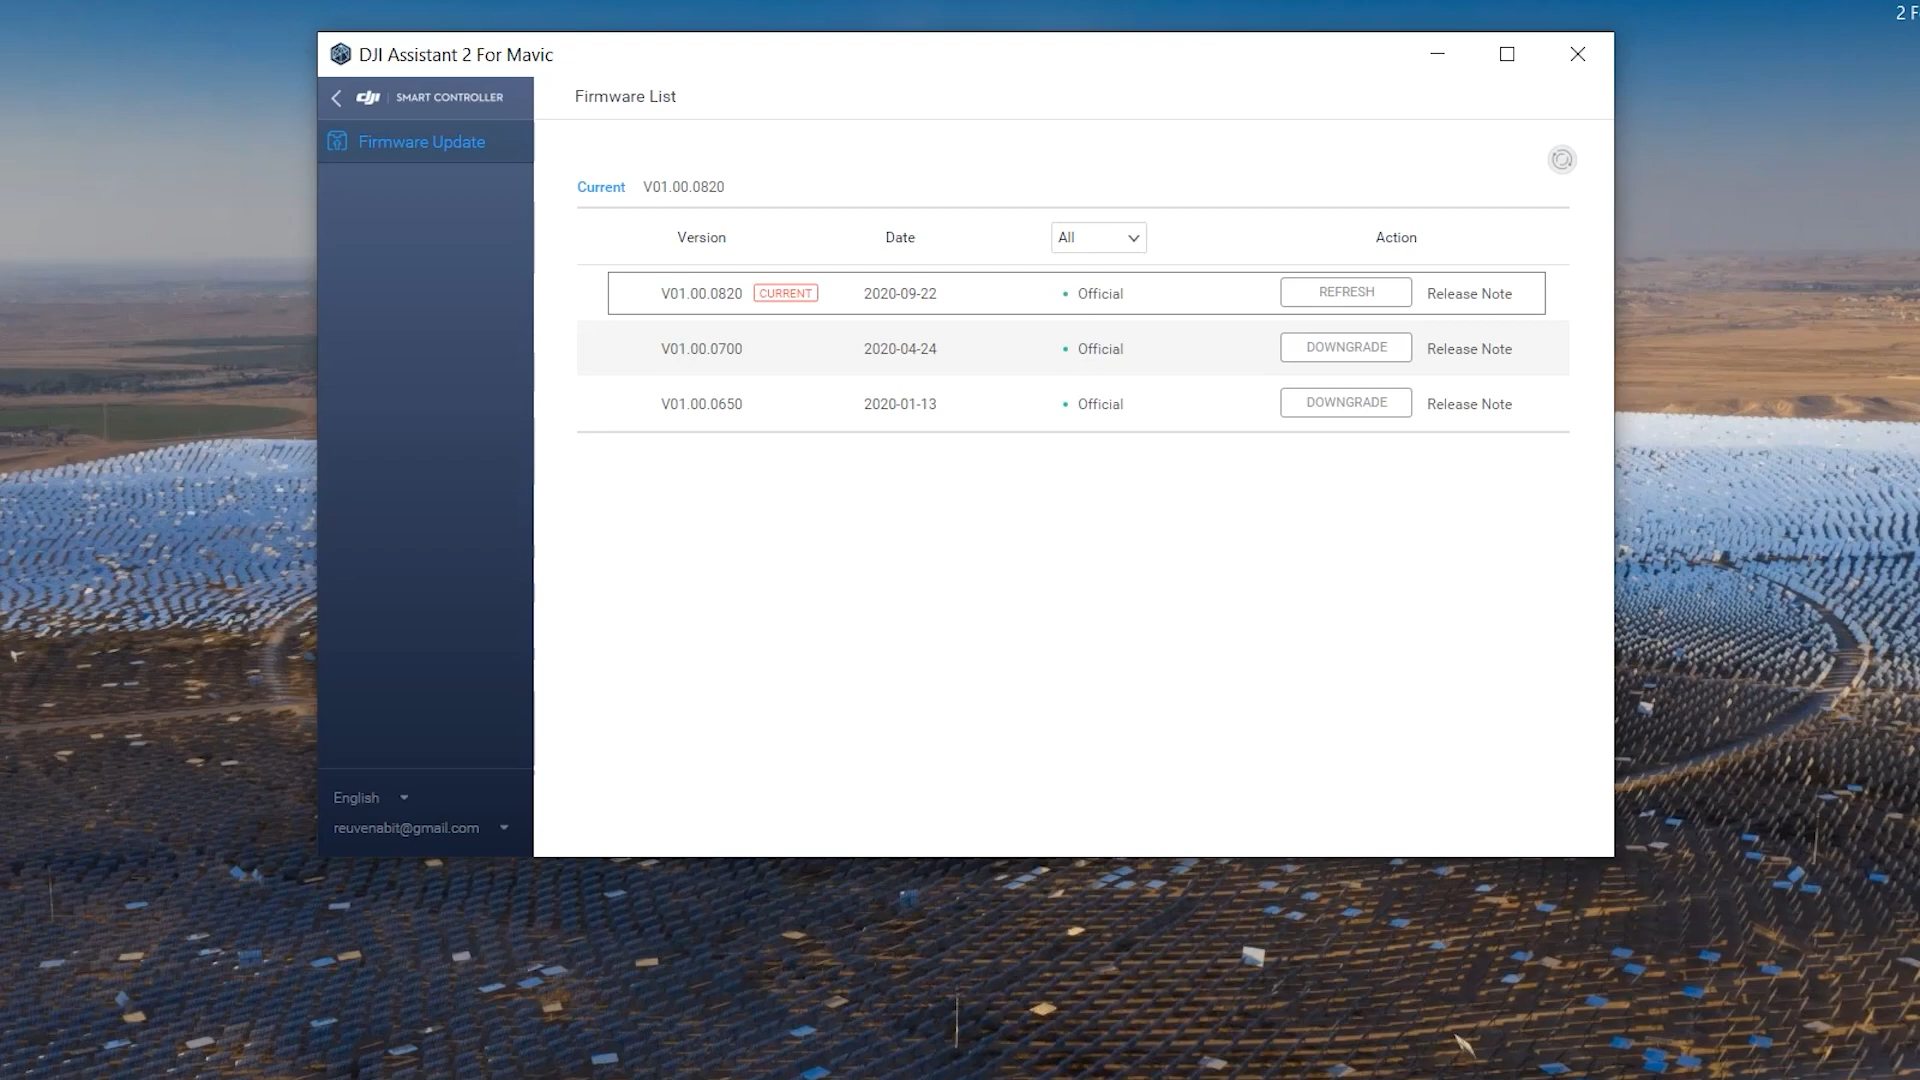 2 F
DJI Assistant 2 For Mavic
dji SMART CONTROLLER
Firmware List
Firmware Update
Current V01.00.0820
Version Date All Action
V01.00.0820 CURRENT 2020-09-22 Official REFRESH Release Note
V01.00.0700 2020-04-24 Official DOWNGRADE Release Note
V01.00.0650 2020-01-13 Official DOWNGRADE Release Note
English
reuvenabit@gmail.com